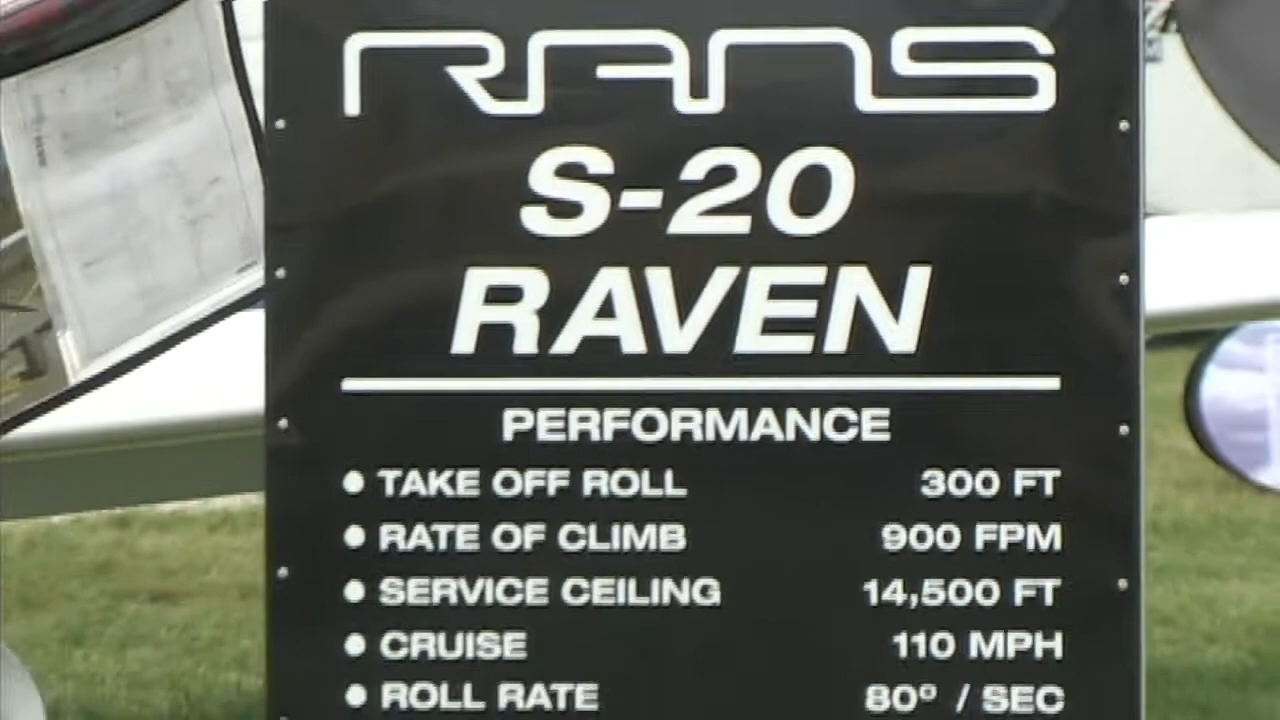 RANS
S-20
RAVEN
PERFORMANCE
• TAKE OFF ROLL 300 FT
• RATE OF CLIMB 900 FPM
• SERVICE CEILING 14,500 FT
• CRUISE 110 MPH
• ROLL RATE 80º / SEC